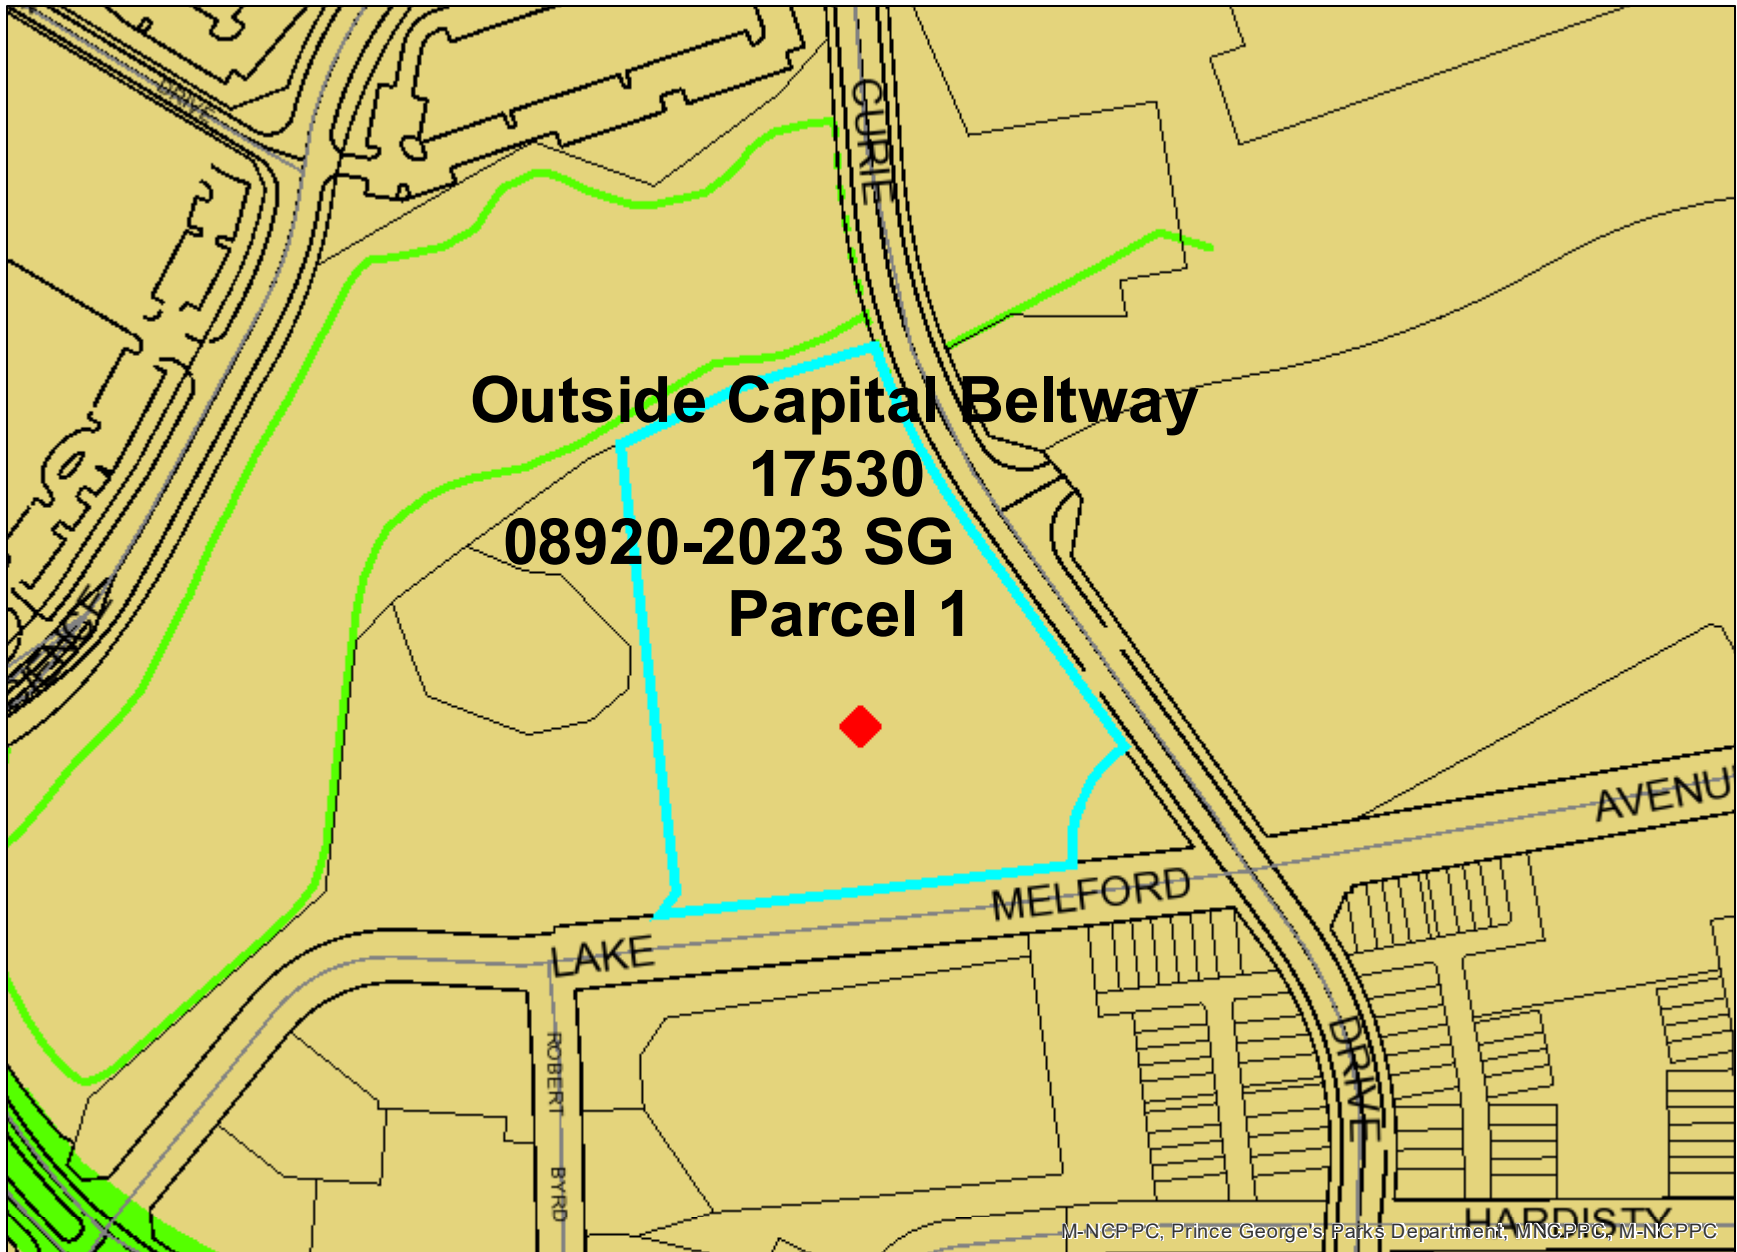 DRIVE
CURIE
Outside Capital Beltway
17530
08920-2023 SG
Parcel 1
AVENU
MELFORD
LAKE
ROBERT BYRD
DRIVE
HARDISTY
M-NCPPC, Prince George's Parks Department, MNCPPC, M-NCPPC